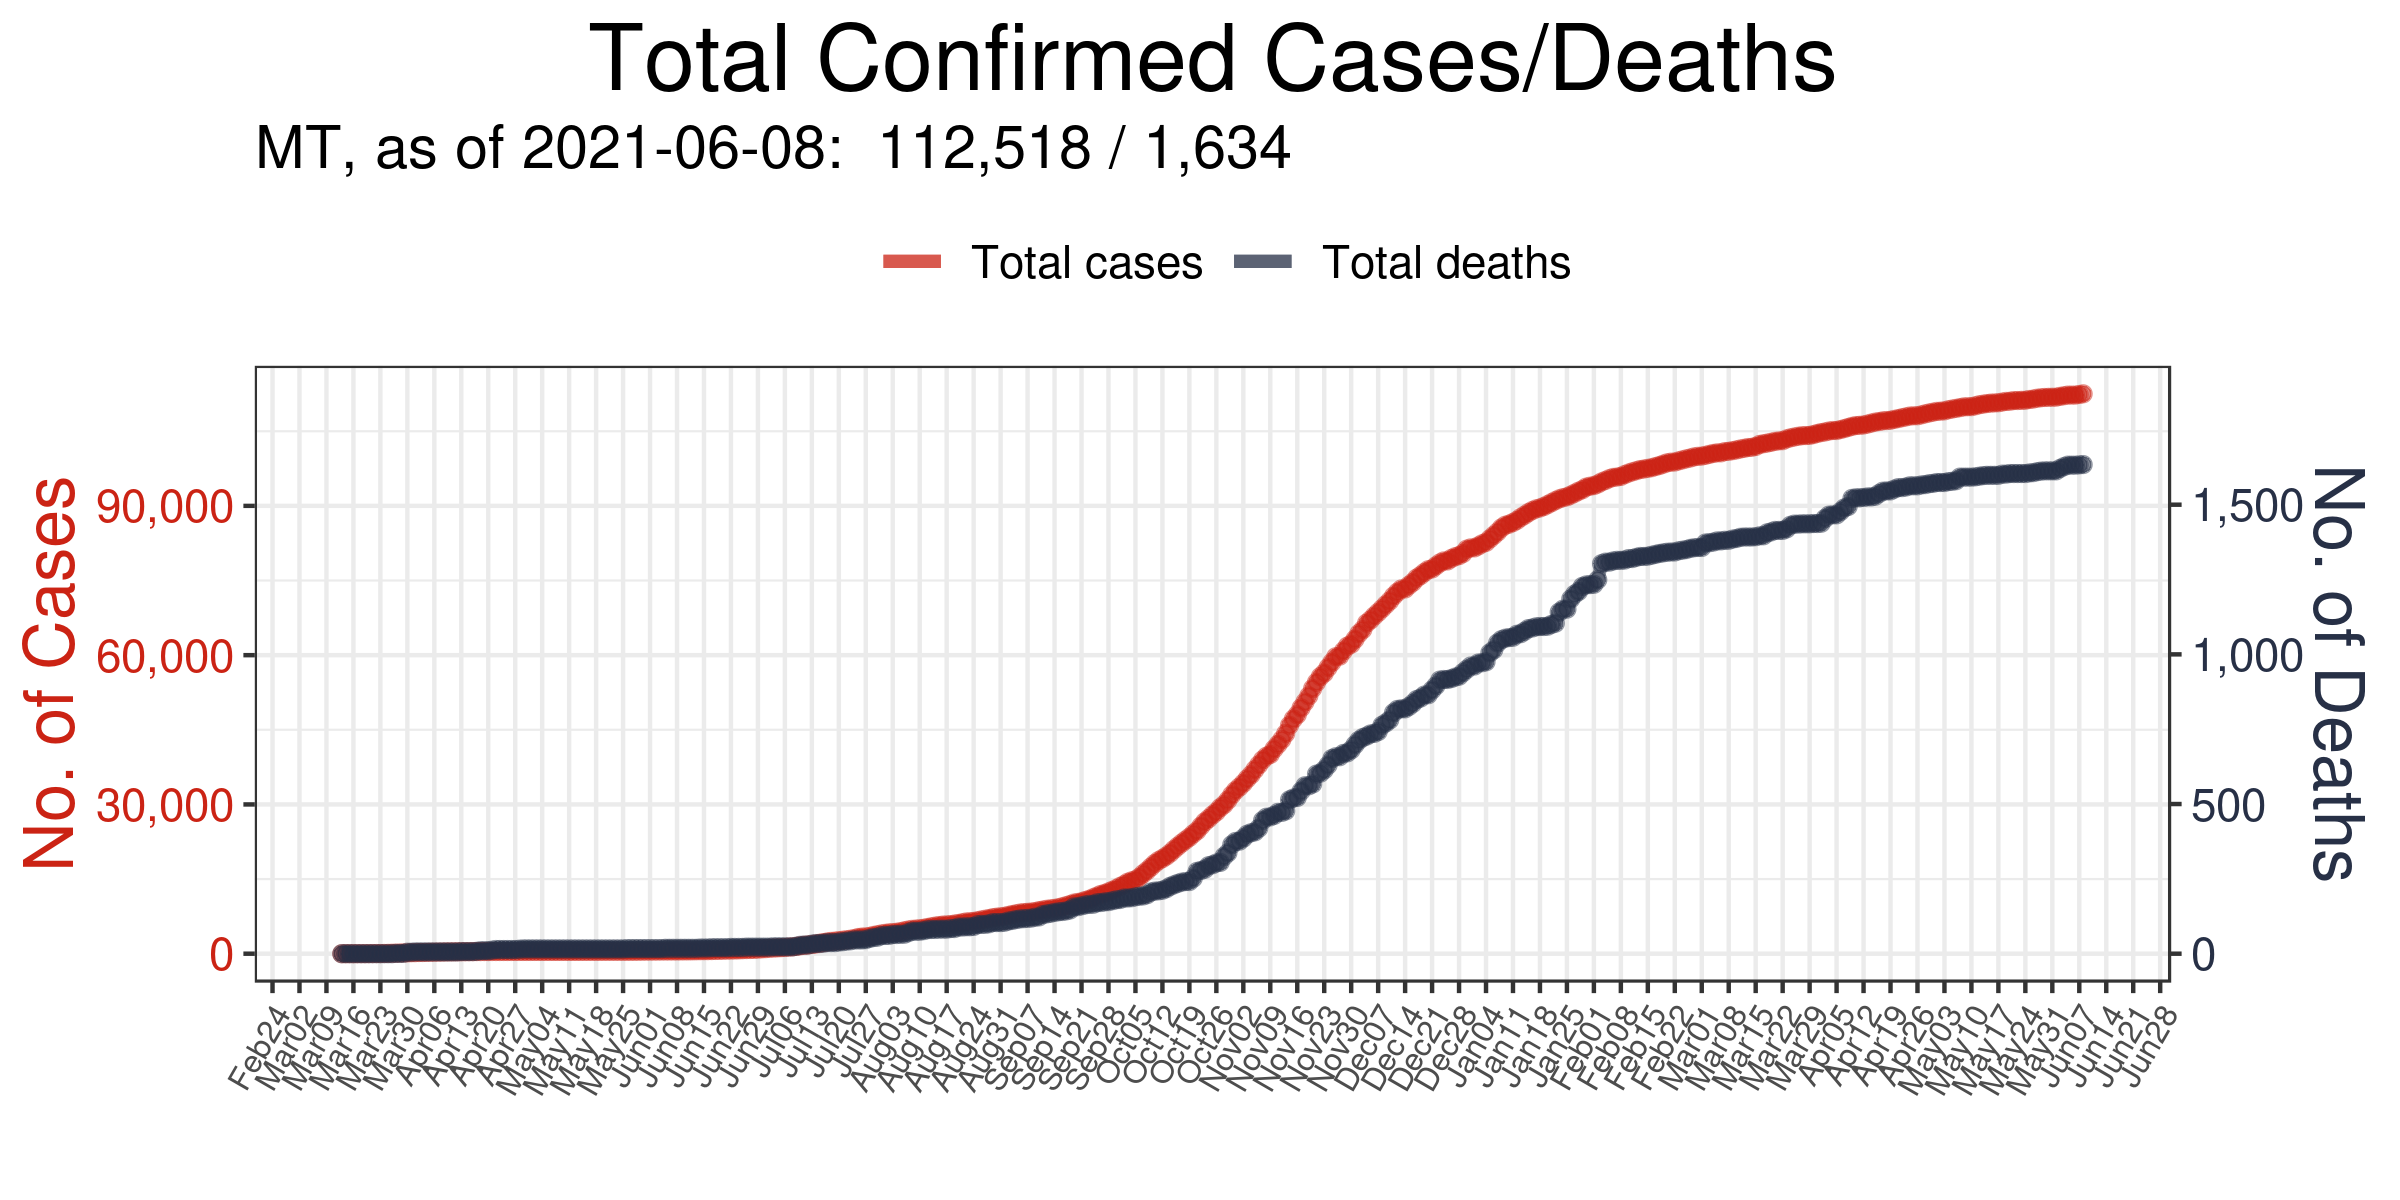 Total Confirmed Cases/Deaths
MT, as of 2021-06-08:  112,518 / 1,634
Total cases
Total deaths
No. of Cases
90,000
60,000
30,000
0
1,500
1,000
500
0
No. of Deaths
Feb24
Mar02
Mar09
Mar16
Mar23
Mar30
Apr06
Apr13
Apr20
Apr27
May04
May11
May18
May25
Jun01
Jun08
Jun15
Jun22
Jun29
Jul06
Jul13
Jul20
Jul27
Aug03
Aug10
Aug17
Aug24
Aug31
Sep07
Sep14
Sep21
Sep28
Oct05
Oct12
Oct19
Oct26
Nov02
Nov09
Nov16
Nov23
Nov30
Dec07
Dec14
Dec21
Dec28
Jan04
Jan11
Jan18
Jan25
Feb01
Feb08
Feb15
Feb22
Mar01
Mar08
Mar15
Mar22
Mar29
Mar05
Apr12
Apr19
Apr26
May03
May10
May17
May24
May31
May07
Jun14
Jun21
Jun28